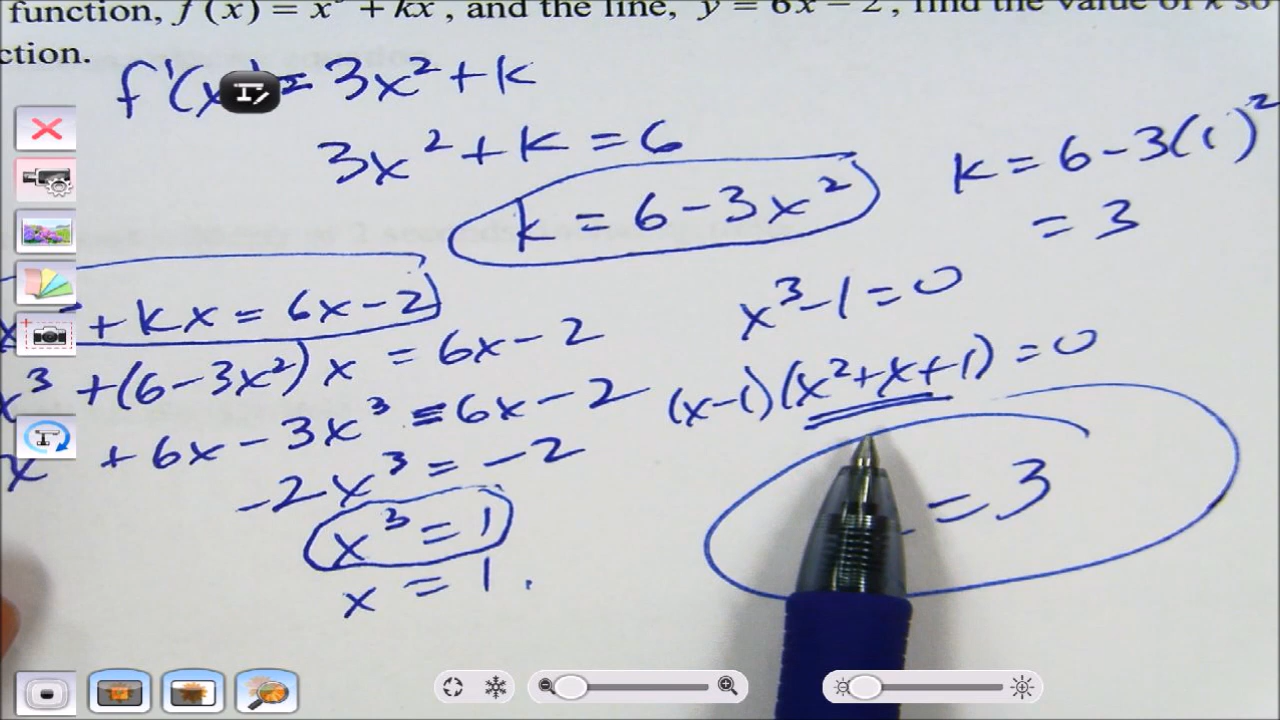 function, f (x) = x³ + kx, and the line, y = 6x − 2, find the value of k so
ction.
f'(x) = 3x² + k
3x² + k = 6
k = 6 − 3x²
k = 6 − 3(1)²
= 3
+ kx = 6x − 2
x³ + (6 − 3x²)x = 6x − 2
x + 6x − 3x³ = 6x − 2
−2x³ = −2
x³ = 1
x = 1.
x³ − 1 = 0
(x−1)(x²+x+1) = 0
= 3